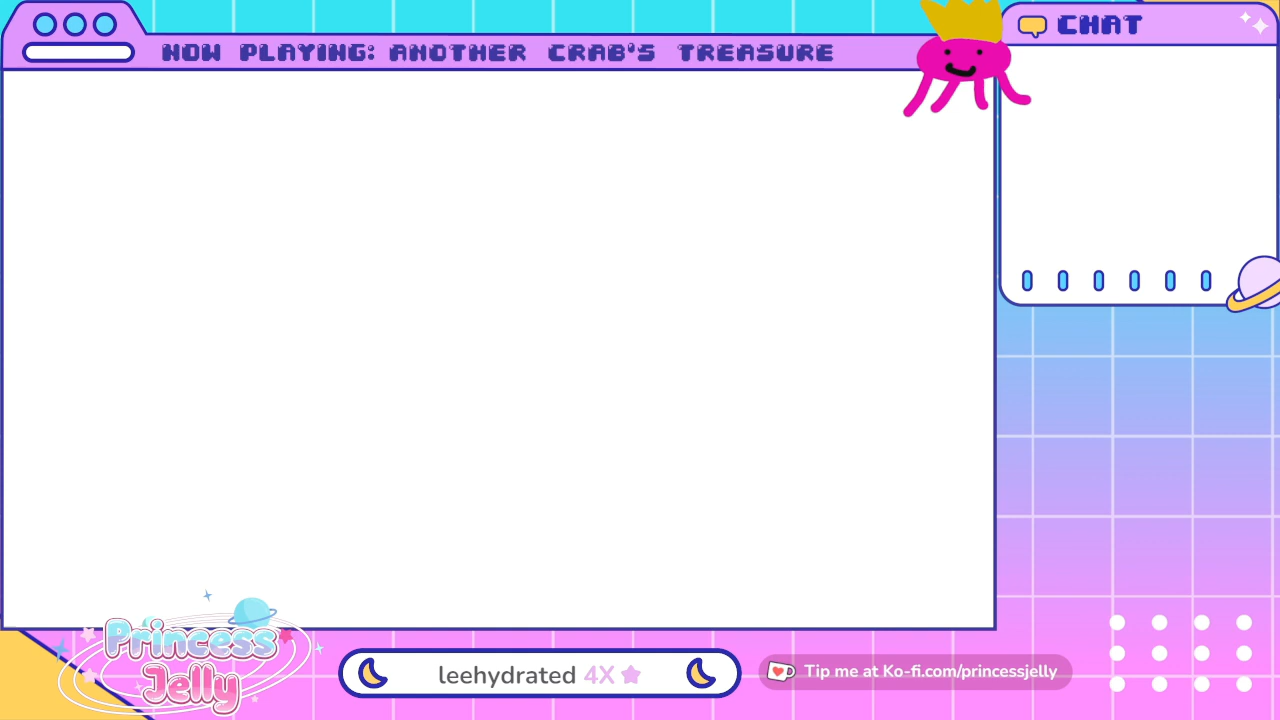 NOW PLAYING: ANOTHER CRAB'S TREASURE
CHAT
Princess
Jelly
leehydrated 4X
Tip me at Ko-fi.com/princessjelly